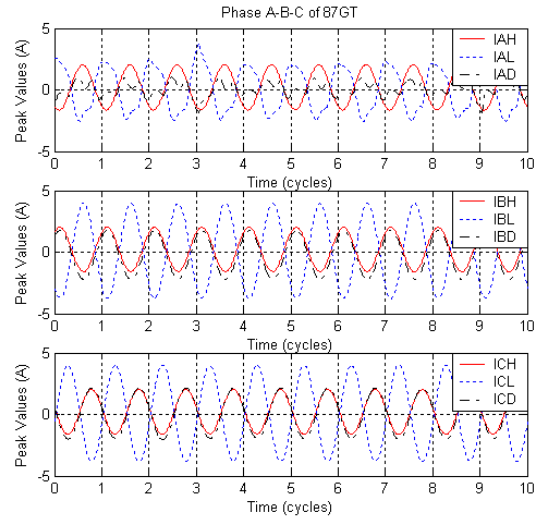 Phase A-B-C of 87GT
Peak Values (A)
5
0
-5
0 1 2 3 4 5 6 7 8 9 10
Time (cycles)
IAH
IAL
IAD
Peak Values (A)
5
0
-5
0 1 2 3 4 5 6 7 8 9 10
Time (cycles)
IBH
IBL
IBD
Peak Values (A)
5
0
-5
0 1 2 3 4 5 6 7 8 9 10
Time (cycles)
ICH
ICL
ICD